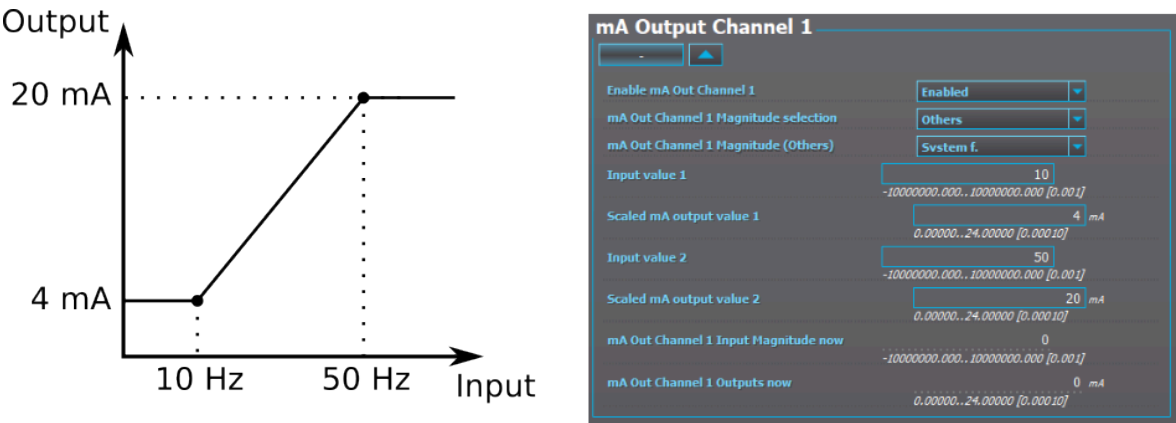 Output
20 mA
4 mA
10 Hz
50 Hz
Input
mA Output Channel 1
-
Enable mA Out Channel 1 Enabled
mA Out Channel 1 Magnitude selection Others
mA Out Channel 1 Magnitude (Others) System f.
Input value 1 10
-10000000.000..10000000.000 [0.001]
Scaled mA output value 1 4 mA
0.00000..24.00000 [0.00010]
Input value 2 50
-10000000.000..10000000.000 [0.001]
Scaled mA output value 2 20 mA
0.00000..24.00000 [0.00010]
mA Out Channel 1 Input Magnitude now 0
-10000000.000..10000000.000 [0.001]
mA Out Channel 1 Outputs now 0 mA
0.00000..24.00000 [0.00010]